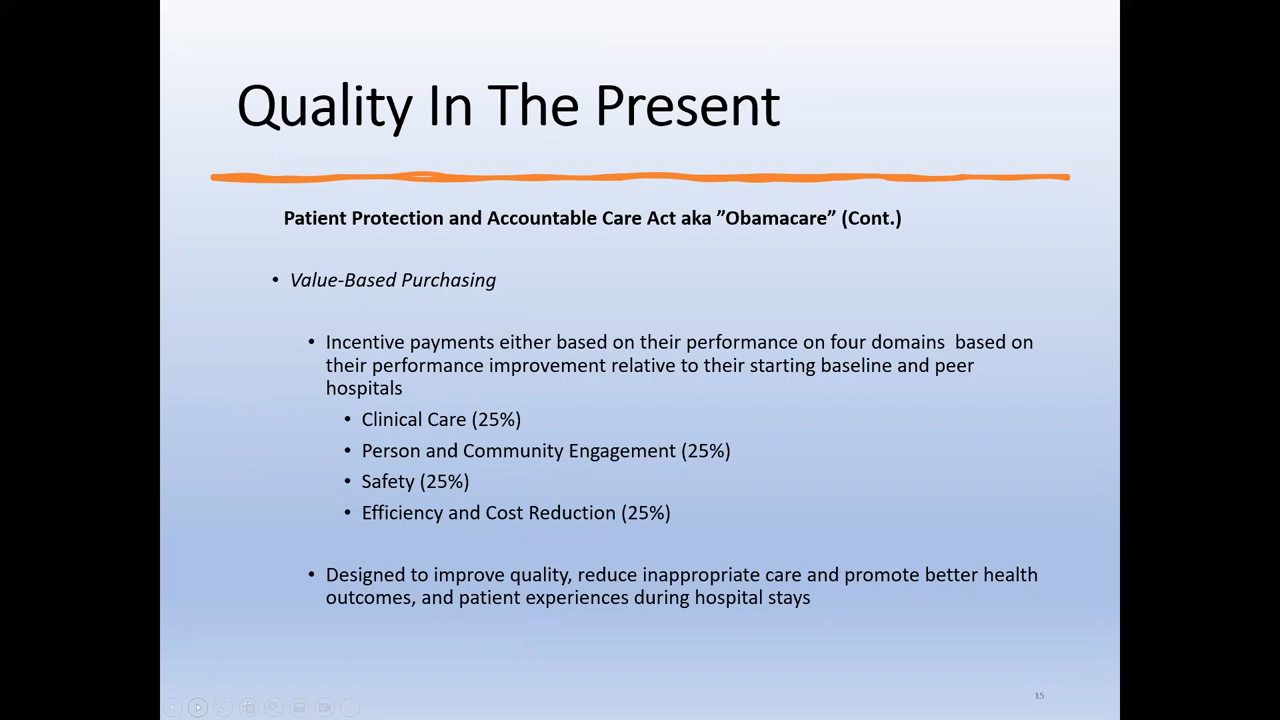 Quality In The Present
Patient Protection and Accountable Care Act aka ”Obamacare” (Cont.)
• Value-Based Purchasing
• Incentive payments either based on their performance on four domains  based on
their performance improvement relative to their starting baseline and peer
hospitals
• Clinical Care (25%)
• Person and Community Engagement (25%)
• Safety (25%)
• Efficiency and Cost Reduction (25%)
• Designed to improve quality, reduce inappropriate care and promote better health
outcomes, and patient experiences during hospital stays
15